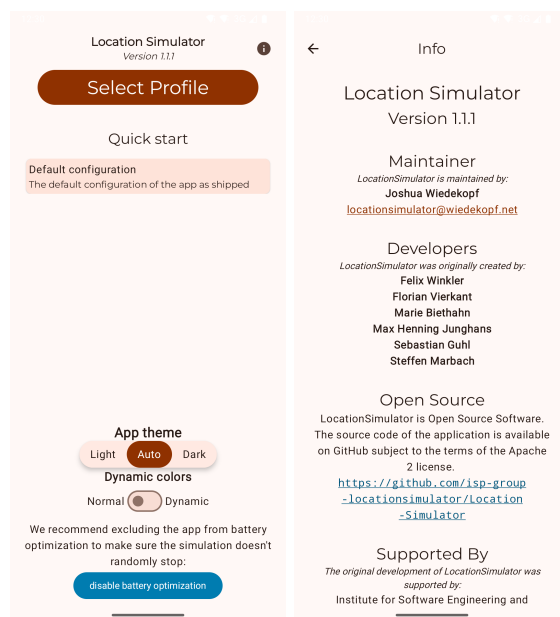 Location Simulator
Version 1.1.1
Select Profile
Quick start
Default configuration
The default configuration of the app as shipped
App theme
Light Auto Dark
Dynamic colors
Normal Dynamic
We recommend excluding the app from battery
optimization to make sure the simulation doesn't
randomly stop:
disable battery optimization
Info
Location Simulator
Version 1.1.1
Maintainer
LocationSimulator is maintained by:
Joshua Wiedekopf
locationsimulator@wiedekopf.net
Developers
LocationSimulator was originally created by:
Felix Winkler
Florian Vierkant
Marie Biethahn
Max Henning Junghans
Sebastian Guhl
Steffen Marbach
Open Source
LocationSimulator is Open Source Software.
The source code of the application is available
on GitHub subject to the terms of the Apache
2 license.
https://github.com/isp-group
-locationsimulator/Location
-Simulator
Supported By
The original development of LocationSimulator was
supported by:
Institute for Software Engineering and